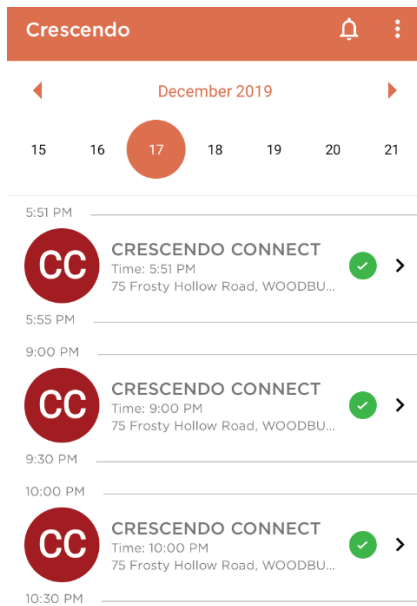 Crescendo
December 2019
15 16 17 18 19 20 21
5:51 PM
CC
CRESCENDO CONNECT
Time: 5:51 PM
75 Frosty Hollow Road, WOODBU...
5:55 PM
9:00 PM
CC
CRESCENDO CONNECT
Time: 9:00 PM
75 Frosty Hollow Road, WOODBU...
9:30 PM
10:00 PM
CC
CRESCENDO CONNECT
Time: 10:00 PM
75 Frosty Hollow Road, WOODBU...
10:30 PM